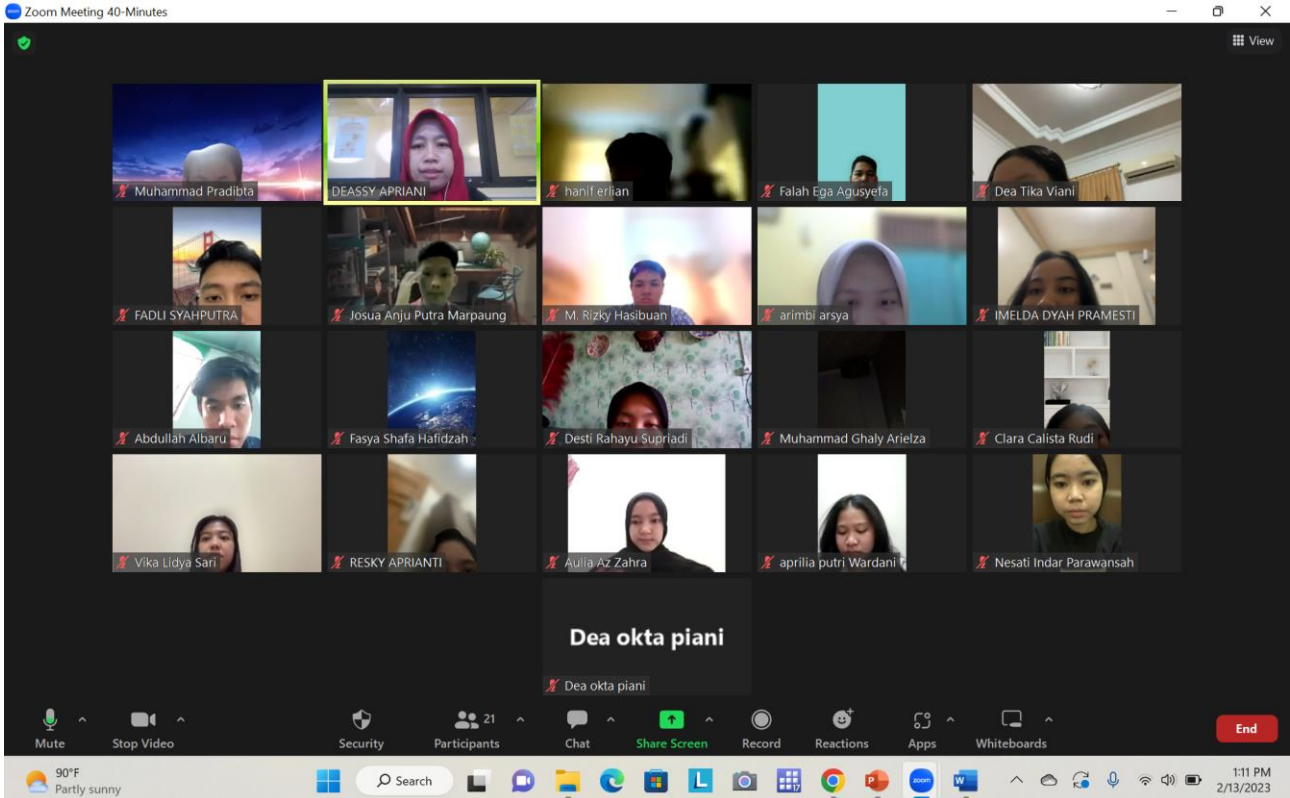 zoom Zoom Meeting 40-Minutes
View
Muhammad Pradibta
DEASSY APRIANI
hanif erlian
Falah Ega Agusyefa
Dea Tika Viani
FADLI SYAHPUTRA
Josua Anju Putra Marpaung
M. Rizky Hasibuan
arimbi arsya
IMELDA DYAH PRAMESTI
Abdullah Albaru
Fasya Shafa Hafidzah
Desti Rahayu Supriadi
Muhammad Ghaly Arielza
Clara Calista Rudi
Vika Lidya Sari
RESKY APRIANTI
Aulia Az Zahra
aprilia putri Wardani
Nesati Indar Parawansah
Dea okta piani
Dea okta piani
Mute
Stop Video
Security
21
Participants
Chat
Share Screen
Record
Reactions
Apps
Whiteboards
End
90°F
Partly sunny
Search
L
17
P
zoom
W
1:11 PM
2/13/2023